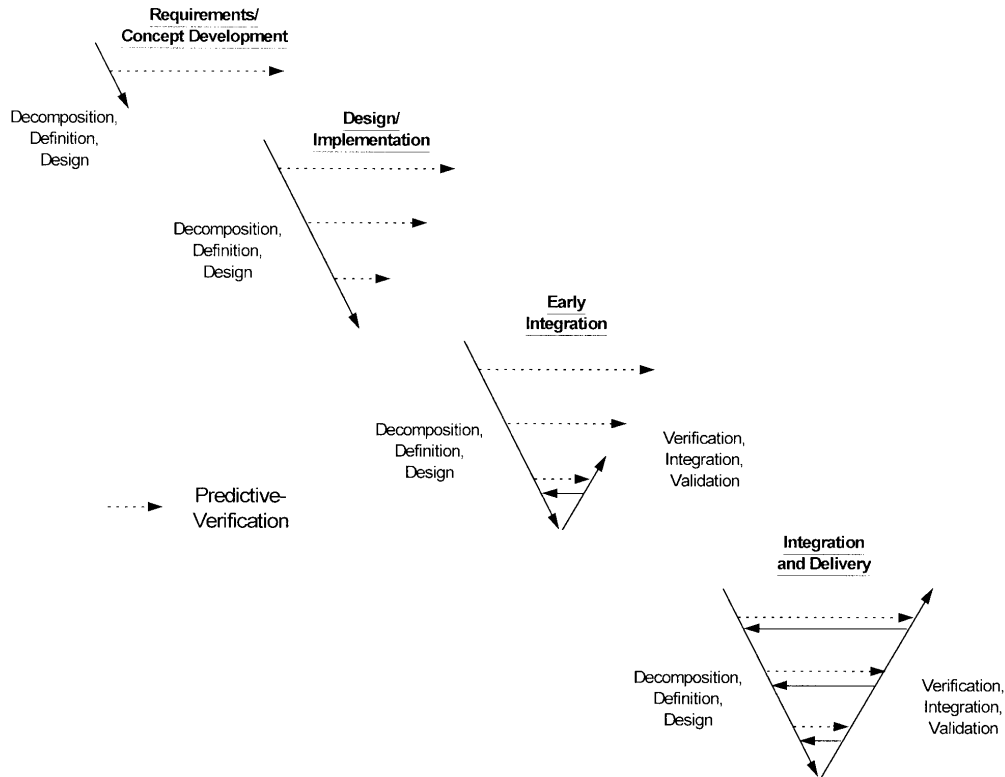 Requirements/
Concept Development
Decomposition,
Definition,
Design
Design/
Implementation
Decomposition,
Definition,
Design
Early
Integration
Decomposition,
Definition,
Design
Verification,
Integration,
Validation
Predictive-
Verification
Integration
and Delivery
Decomposition,
Definition,
Design
Verification,
Integration,
Validation